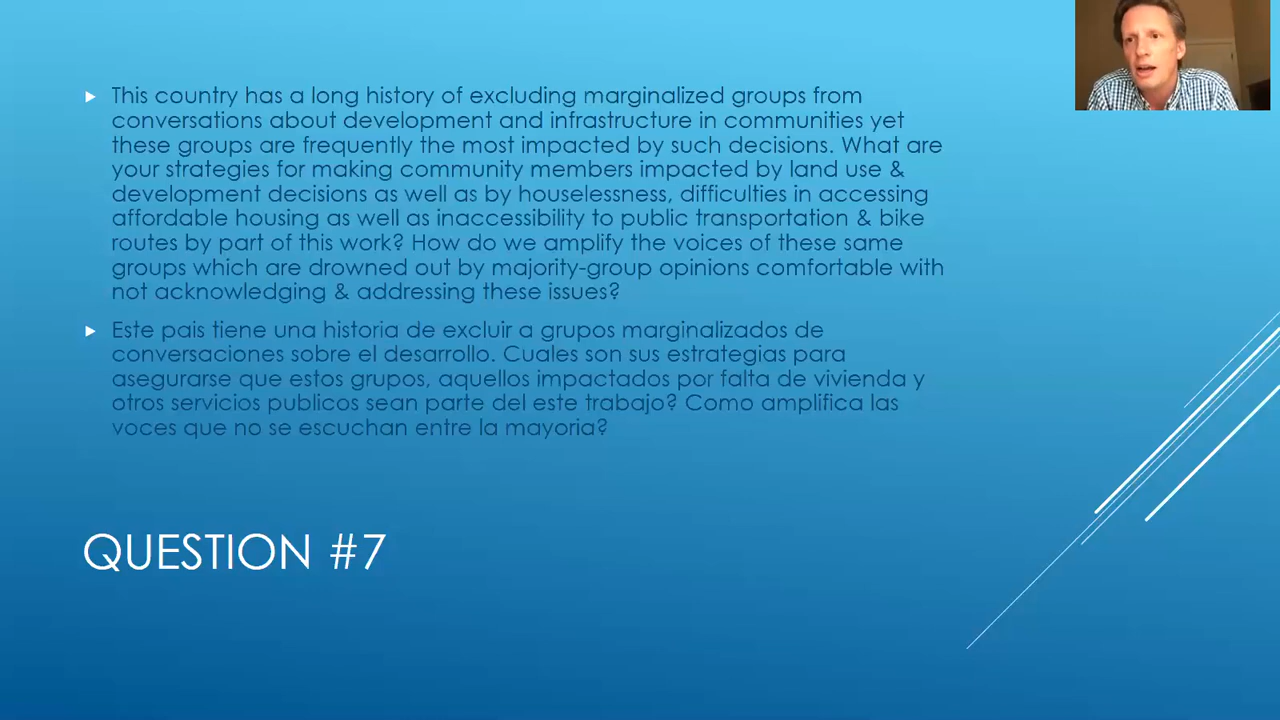 This country has a long history of excluding marginalized groups from
conversations about development and infrastructure in communities yet
these groups are frequently the most impacted by such decisions. What are
your strategies for making community members impacted by land use &
development decisions as well as by houselessness, difficulties in accessing
affordable housing as well as inaccessibility to public transportation & bike
routes by part of this work? How do we amplify the voices of these same
groups which are drowned out by majority-group opinions comfortable with
not acknowledging & addressing these issues?
Este pais tiene una historia de excluir a grupos marginalizados de
conversaciones sobre el desarrollo. Cuales son sus estrategias para
asegurarse que estos grupos, aquellos impactados por falta de vivienda y
otros servicios publicos sean parte del este trabajo? Como amplifica las
voces que no se escuchan entre la mayoria?
QUESTION #7